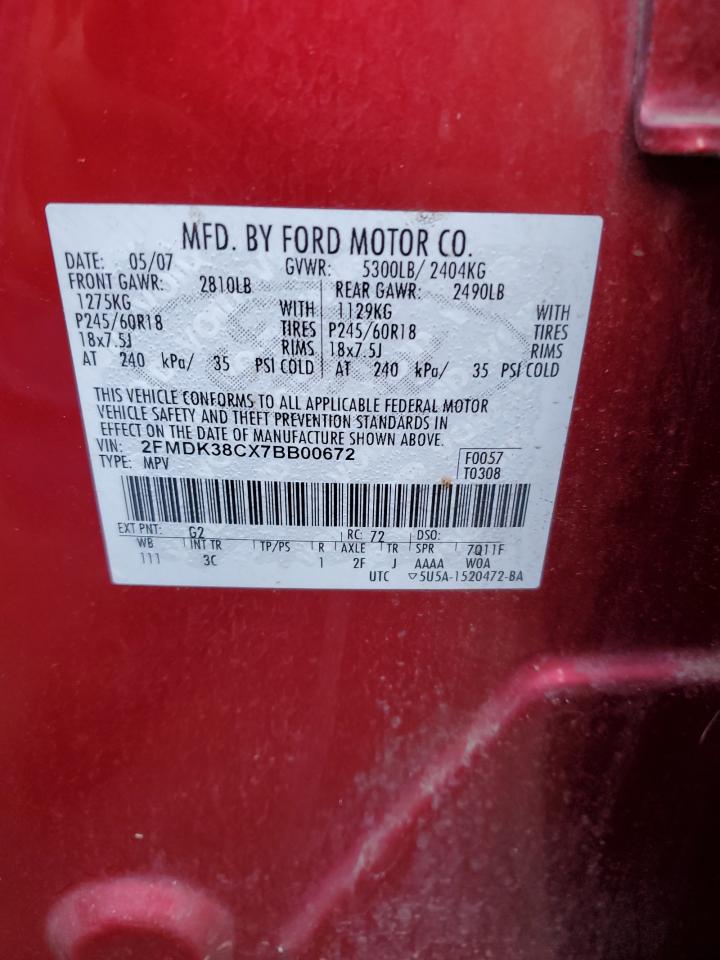 MFD. BY FORD MOTOR CO.
DATE: 05/07 GVWR: 5300LB/ 2404KG
FRONT GAWR: 2810LB REAR GAWR: 2490LB
1275KG WITH 1129KG WITH
P245/60R18 TIRES P245/60R18 TIRES
18x7.5J RIMS 18x7.5J RIMS
AT 240 kPa/ 35 PSI COLD AT 240 kPa/ 35 PSI COLD
THIS VEHICLE CONFORMS TO ALL APPLICABLE FEDERAL MOTOR
VEHICLE SAFETY AND THEFT PREVENTION STANDARDS IN
EFFECT ON THE DATE OF MANUFACTURE SHOWN ABOVE.
VIN: 2FMDK38CX7BB00672 F0057
TYPE: MPV T0308
EXT PNT: G2 RC: 72 DSO:
WB INT TR TP/PS R AXLE TR SPR 7Q11F
111 3C 1 2F J AAAA W0A
UTC ▽5U5A-1520472-BA